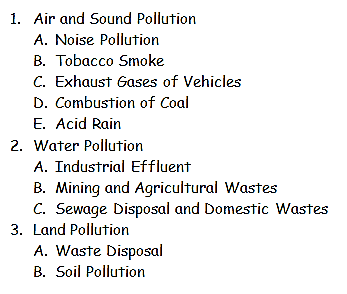 1. Air and Sound Pollution
A. Noise Pollution
B. Tobacco Smoke
C. Exhaust Gases of Vehicles
D. Combustion of Coal
E. Acid Rain
2. Water Pollution
A. Industrial Effluent
B. Mining and Agricultural Wastes
C. Sewage Disposal and Domestic Wastes
3. Land Pollution
A. Waste Disposal
B. Soil Pollution